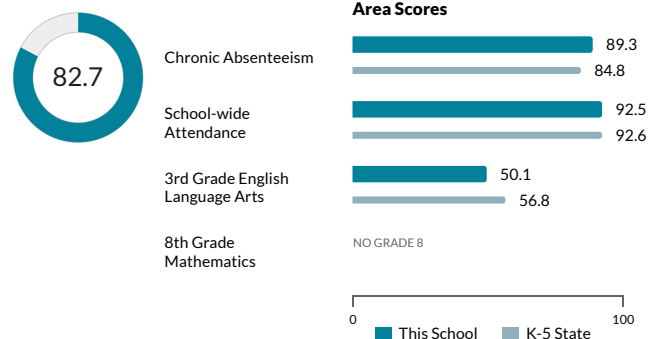 Area Scores
82.7
Chronic Absenteeism
89.3
84.8
School-wide
Attendance
92.5
92.6
3rd Grade English
Language Arts
50.1
56.8
8th Grade
Mathematics
NO GRADE 8
0
100
This School
K-5 State